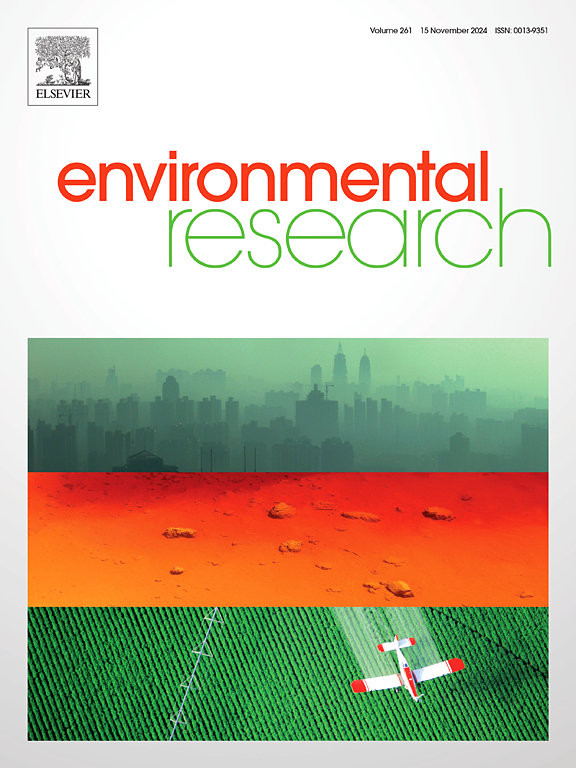 Volume 261 15 November 2024 ISSN: 0013-9351
ELSEVIER
environmental
research